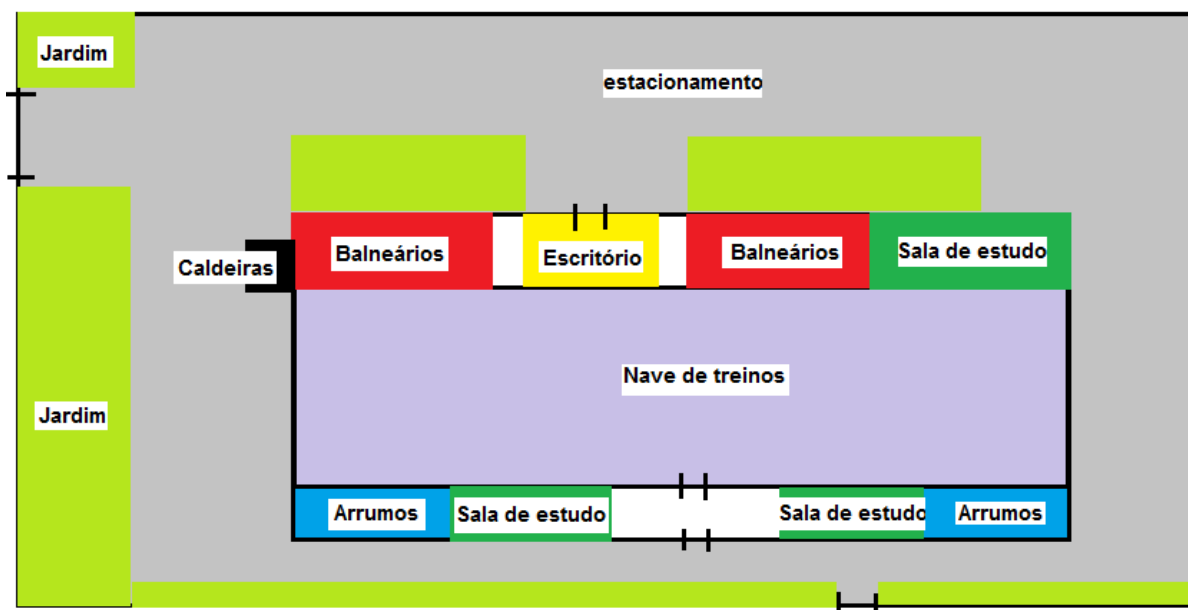 Jardim
estacionamento
Balneários
Escritório
Balneários
Sala de estudo
Caldeiras
Nave de treinos
Jardim
Arrumos
Sala de estudo
Sala de estudo
Arrumos